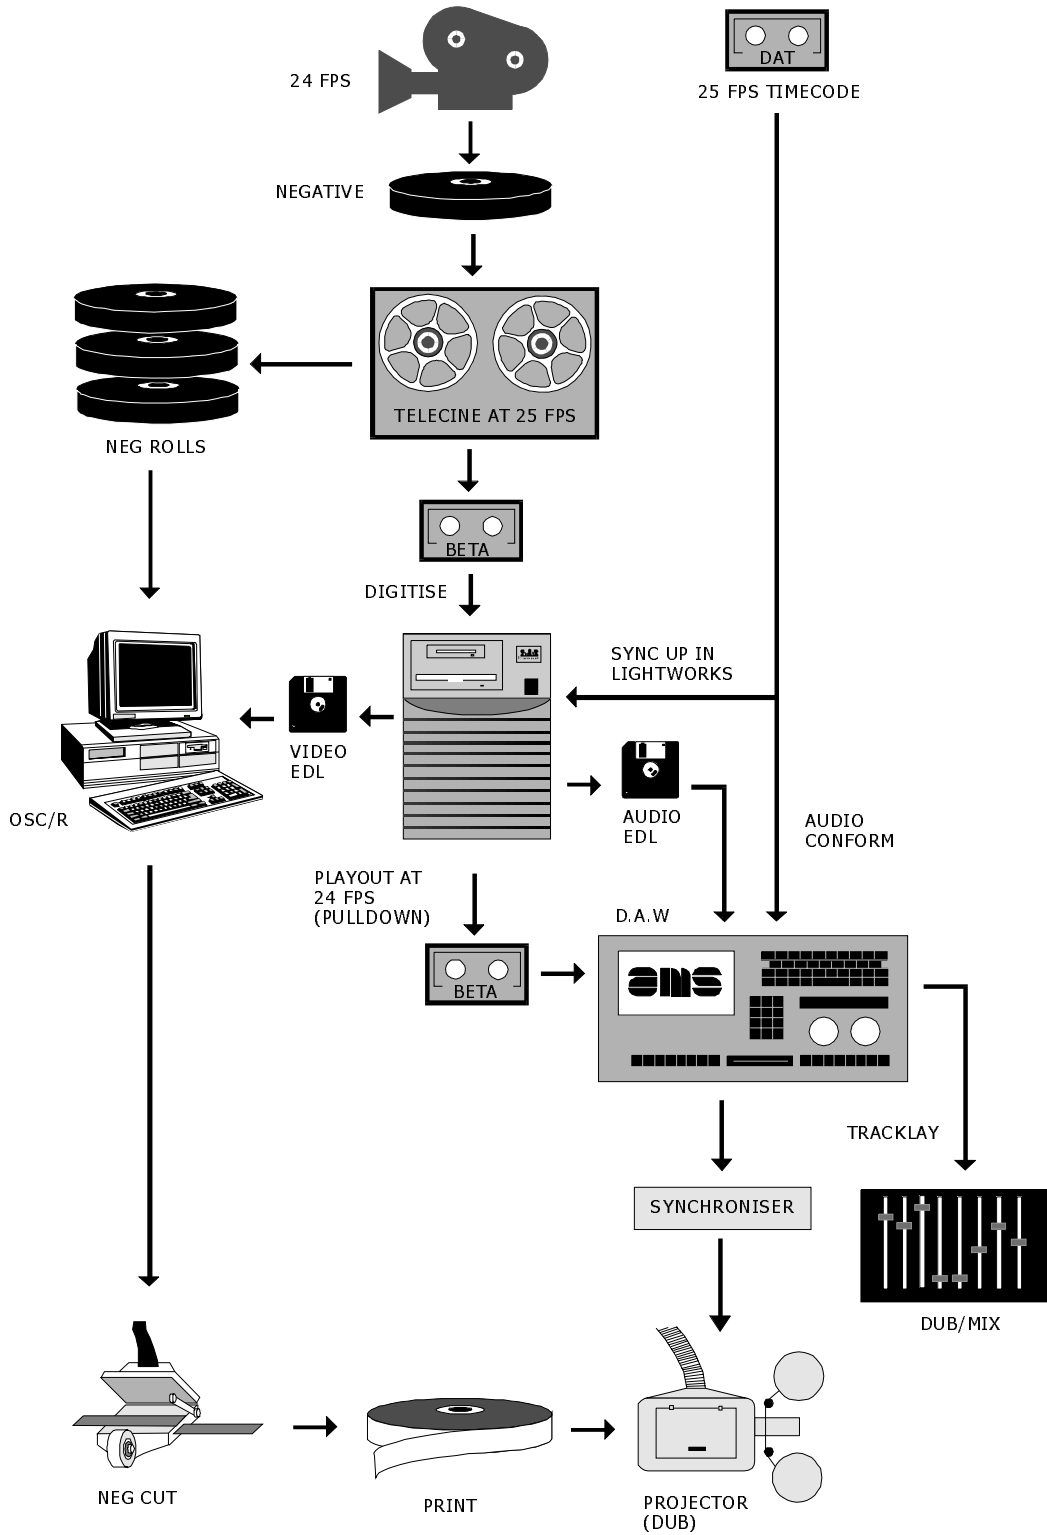 24 FPS
DAT
25 FPS TIMECODE
NEGATIVE
TELECINE AT 25 FPS
NEG ROLLS
BETA
DIGITISE
SYNC UP IN
LIGHTWORKS
VIDEO
EDL
OSC/R
AUDIO
EDL
AUDIO
CONFORM
PLAYOUT AT
24 FPS
(PULLDOWN)
D.A.W
BETA
ams
TRACKLAY
SYNCHRONISER
DUB/MIX
NEG CUT
PRINT
PROJECTOR
(DUB)